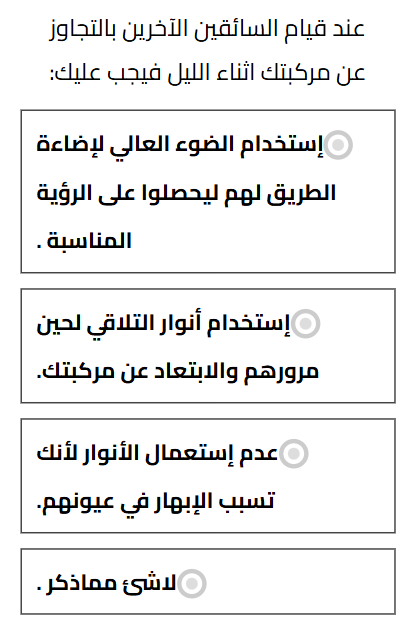 عند قيام السائقين الآخرين بالتجاوز
عن مركبتك اثناء الليل فيجب عليك:
إستخدام الضوء العالي لإضاءة
الطريق لهم ليحصلوا على الرؤية
المناسبة .
إستخدام أنوار التلاقي لحين
مرورهم والابتعاد عن مركبتك.
عدم إستعمال الأنوار لأنك
تسبب الإبهار في عيونهم.
لاشئ مماذكر .